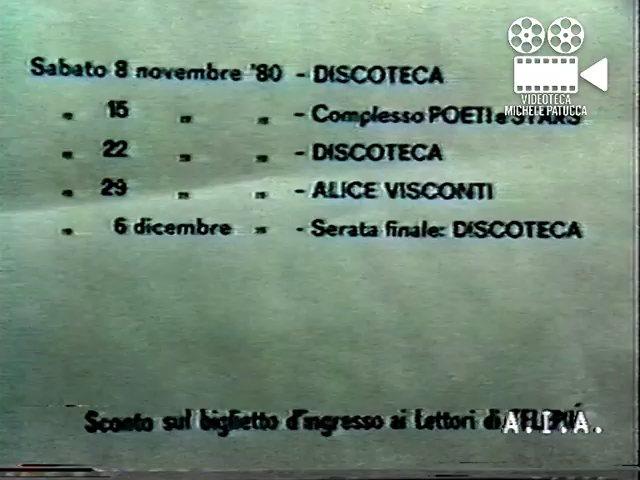 VIDEOTECA
MICHELE PATUCCA
Sabato 8 novembre '80 - DISCOTECA
" 15 " " - Complesso POETI e STARS
" 22 " " - DISCOTECA
" 29 " " - ALICE VISCONTI
" 6 dicembre " - Serata finale: DISCOTECA
Sconto sul biglietto d'ingresso ai Lettori di
A.I.A.